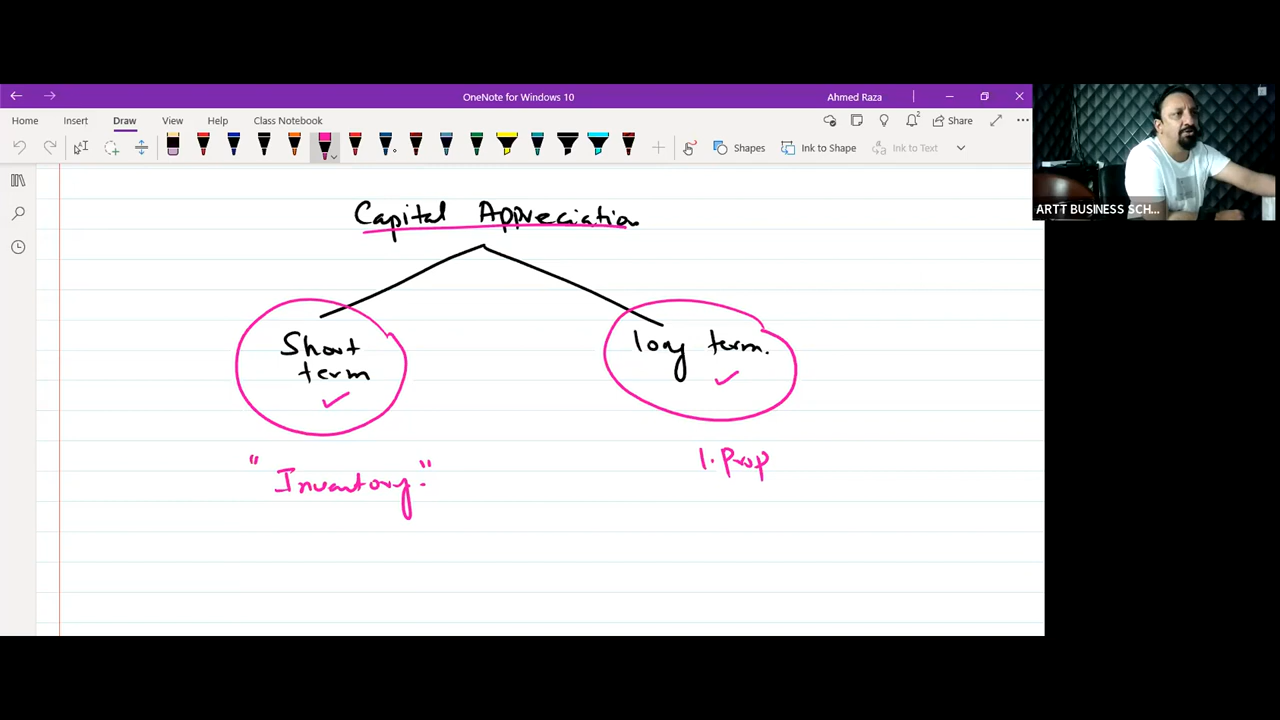 OneNote for Windows 10
Ahmed Raza
Home
Insert
Draw
View
Help
Class Notebook
Share
Shapes
Ink to Shape
Ink to Text
ARTT BUSINESS SCH...
Capital Appreciation
Short
term
long term.
"Inventory."
1. Prop